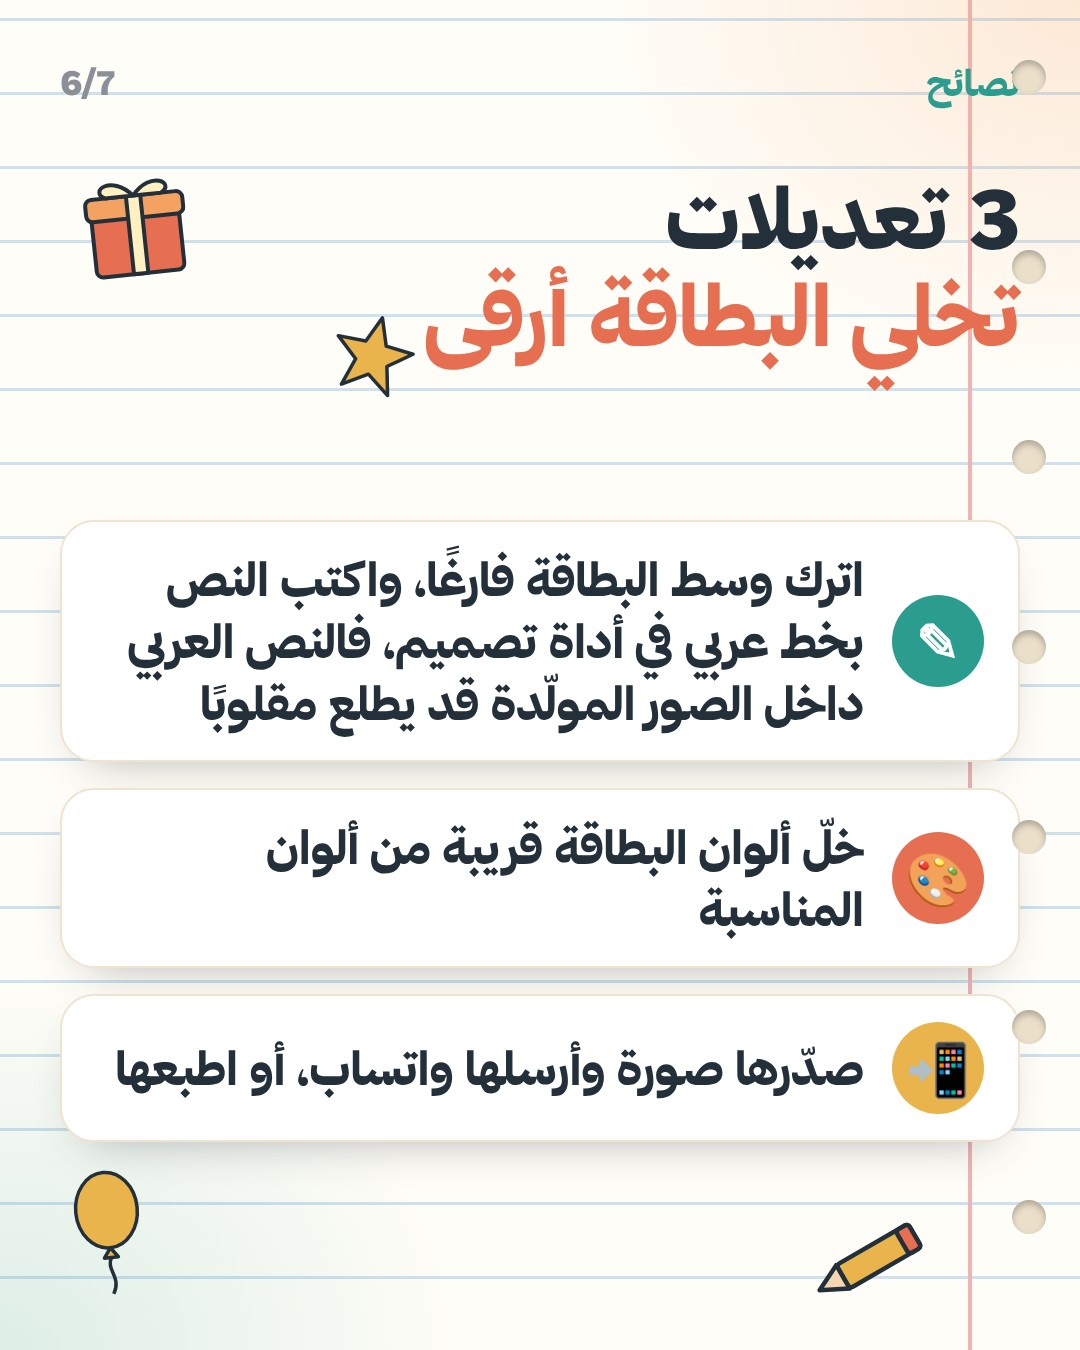 نصائح
6/7
3 تعديلات
تخلي البطاقة أرقى
اترك وسط البطاقة فارغًا، واكتب النص
بخط عربي في أداة تصميم، فالنص العربي
داخل الصور المولّدة قد يطلع مقلوبًا
خلّ ألوان البطاقة قريبة من ألوان
المناسبة
صدّرها صورة وأرسلها واتساب، أو اطبعها